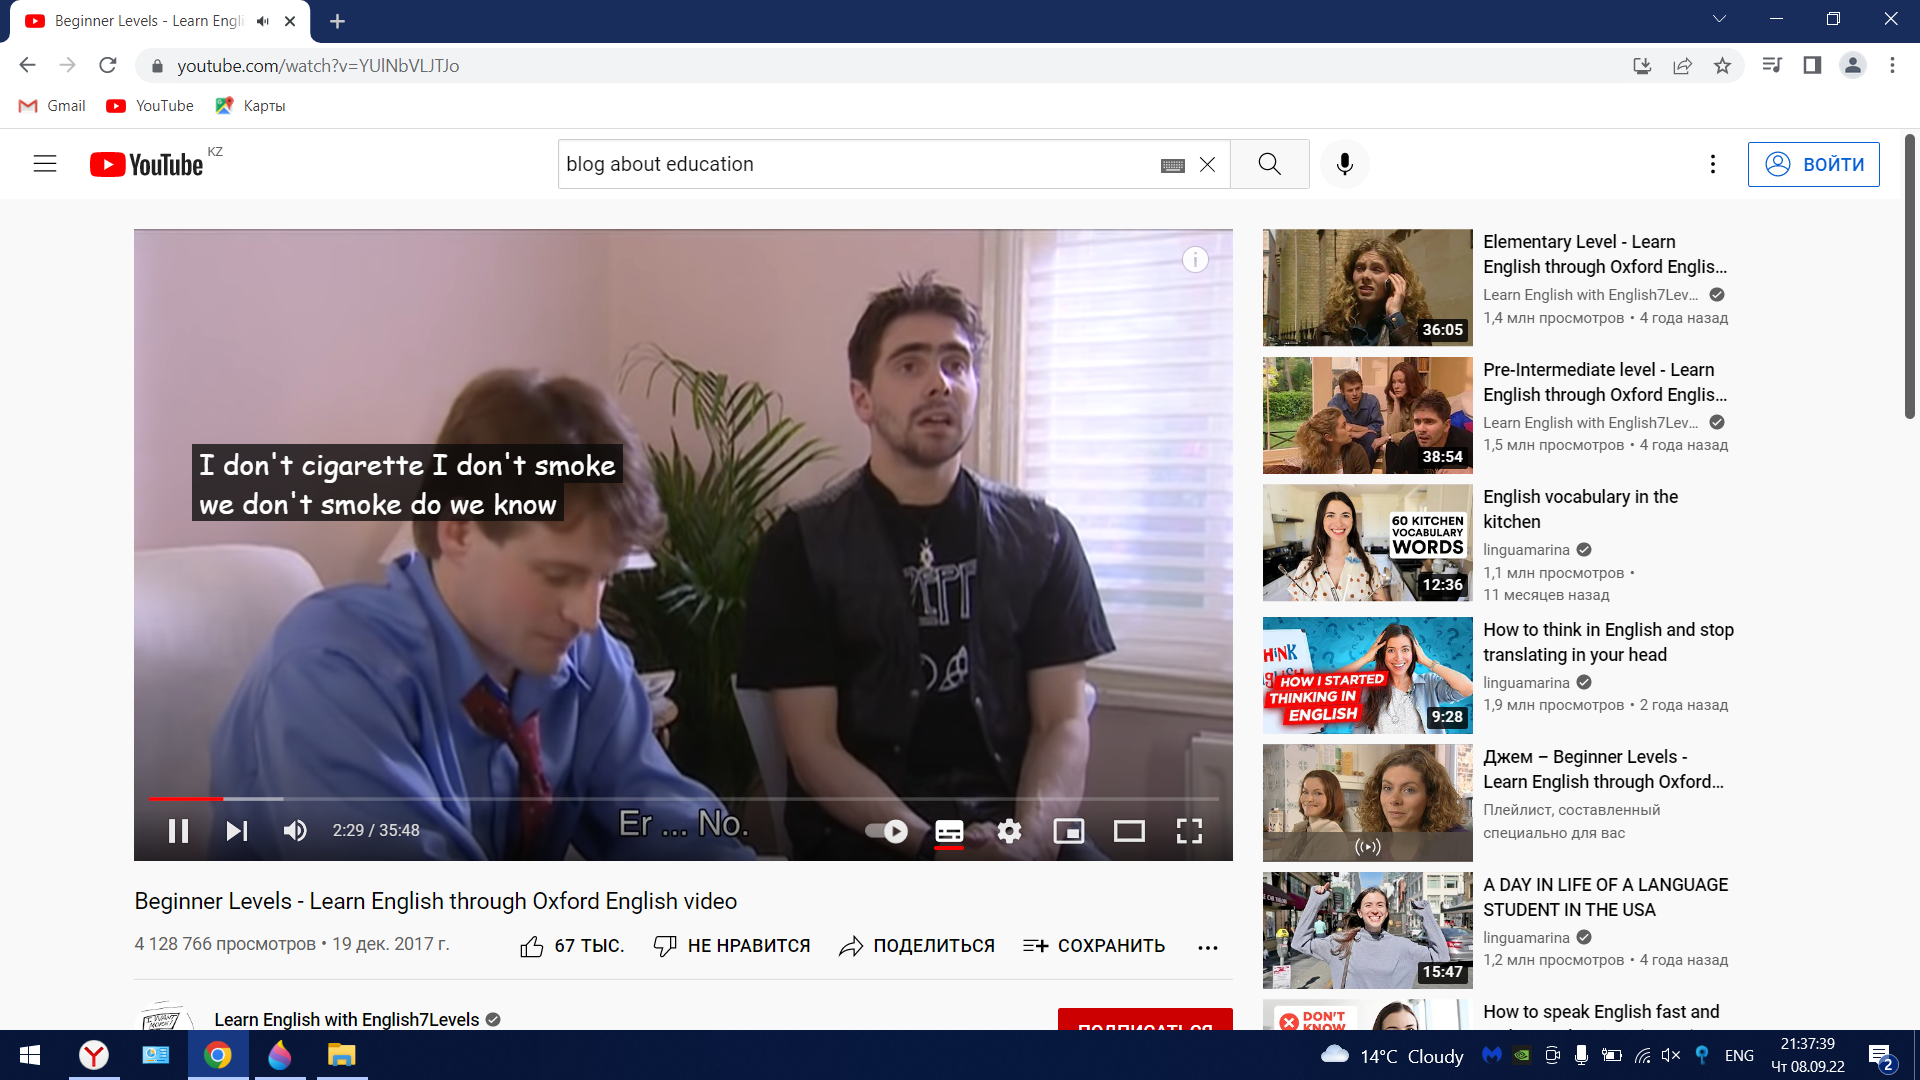 Beginner Levels - Learn Engli
youtube.com/watch?v=YUlNbVLJTJo
Gmail YouTube Карты
YouTube KZ
blog about education
ВОЙТИ
I don't cigarette I don't smoke
we don't smoke do we know
Er ... No.
2:29 / 35:48
Beginner Levels - Learn English through Oxford English video
4 128 766 просмотров • 19 дек. 2017 г.
67 ТЫС. НЕ НРАВИТСЯ ПОДЕЛИТЬСЯ СОХРАНИТЬ
Learn English with English7Levels
ПОДПИСАТЬСЯ
36:05
Elementary Level - Learn
English through Oxford Englis...
Learn English with English7Lev...
1,4 млн просмотров • 4 года назад
38:54
Pre-Intermediate level - Learn
English through Oxford Englis...
Learn English with English7Lev...
1,5 млн просмотров • 4 года назад
60 KITCHEN
VOCABULARY
WORDS
12:36
English vocabulary in the
kitchen
linguamarina
1,1 млн просмотров •
11 месяцев назад
HOW I STARTED
THINKING IN
ENGLISH
9:28
How to think in English and stop
translating in your head
linguamarina
1,9 млн просмотров • 2 года назад
Джем – Beginner Levels -
Learn English through Oxford...
Плейлист, составленный
специально для вас
15:47
A DAY IN LIFE OF A LANGUAGE
STUDENT IN THE USA
linguamarina
1,2 млн просмотров • 4 года назад
DON'T
KNOW
How to speak English fast and
14°C Cloudy
ENG
21:37:39
Чт 08.09.22
2